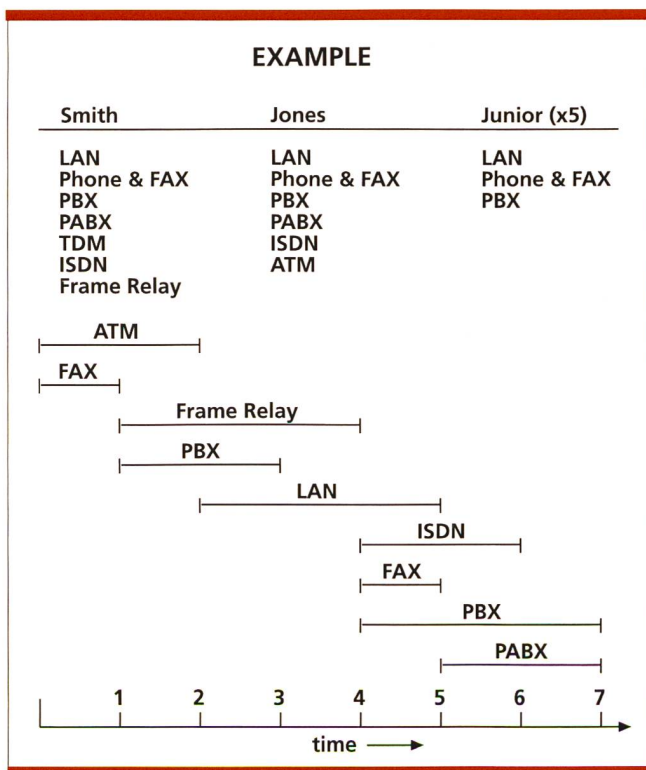 EXAMPLE
Smith Jones Junior (x5)
LAN LAN LAN
Phone & FAX Phone & FAX Phone & FAX
PBX PBX PBX
PABX PABX
TDM ISDN
ISDN ATM
Frame Relay
ATM
FAX
Frame Relay
PBX
LAN
ISDN
FAX
PBX
PABX
1 2 3 4 5 6 7
time